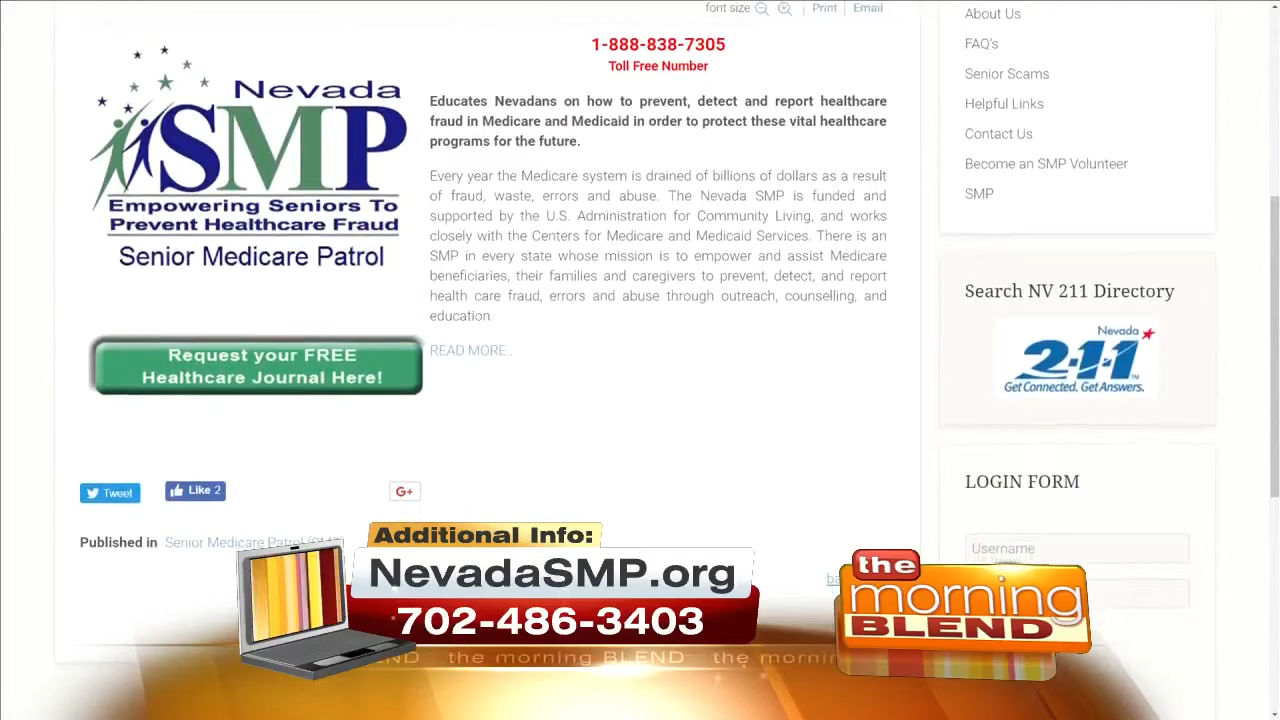 font size Print Email
1-888-838-7305
Toll Free Number
Nevada
SMP
Empowering Seniors To
Prevent Healthcare Fraud
Senior Medicare Patrol
Educates Nevadans on how to prevent, detect and report healthcare
fraud in Medicare and Medicaid in order to protect these vital healthcare
programs for the future.
Every year the Medicare system is drained of billions of dollars as a result
of fraud, waste, errors and abuse. The Nevada SMP is funded and
supported by the U.S. Administration for Community Living, and works
closely with the Centers for Medicare and Medicaid Services. There is an
SMP in every state whose mission is to empower and assist Medicare
beneficiaries, their families and caregivers to prevent, detect, and report
health care fraud, errors and abuse through outreach, counselling, and
education.
READ MORE..
Request your FREE
Healthcare Journal Here!
Tweet
Like 2
G+
Published in Senior Medicare Patrol
About Us
FAQ's
Senior Scams
Helpful Links
Contact Us
Become an SMP Volunteer
SMP
Search NV 211 Directory
Nevada
2-1-1
TM
Get Connected. Get Answers.
LOGIN FORM
Username
Additional Info:
NevadaSMP.org
702-486-3403
the
morning
BLEND
the morning BLEND the mornin